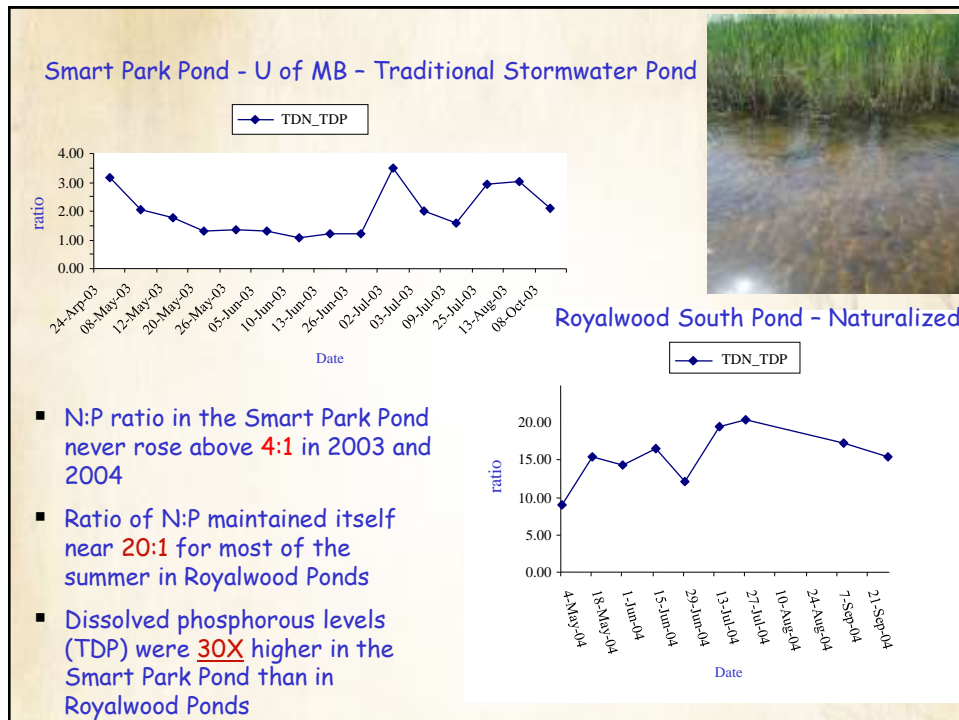 Smart Park Pond - U of MB – Traditional Stormwater Pond
TDN_TDP
4.00
3.00
2.00
1.00
0.00
ratio
24-Arp-03
08-May-03
12-May-03
20-May-03
26-May-03
05-Jun-03
10-Jun-03
13-Jun-03
26-Jun-03
02-Jul-03
03-Jul-03
09-Jul-03
25-Jul-03
13-Aug-03
08-Oct-03
Date
Royalwood South Pond – Naturalized
TDN_TDP
20.00
15.00
10.00
5.00
0.00
ratio
4-May-04
18-May-04
1-Jun-04
15-Jun-04
29-Jun-04
13-Jul-04
27-Jul-04
10-Aug-04
24-Aug-04
7-Sep-04
21-Sep-04
Date
▪ N:P ratio in the Smart Park Pond
never rose above 4:1 in 2003 and
2004
▪ Ratio of N:P maintained itself
near 20:1 for most of the
summer in Royalwood Ponds
▪ Dissolved phosphorous levels
(TDP) were 30X higher in the
Smart Park Pond than in
Royalwood Ponds